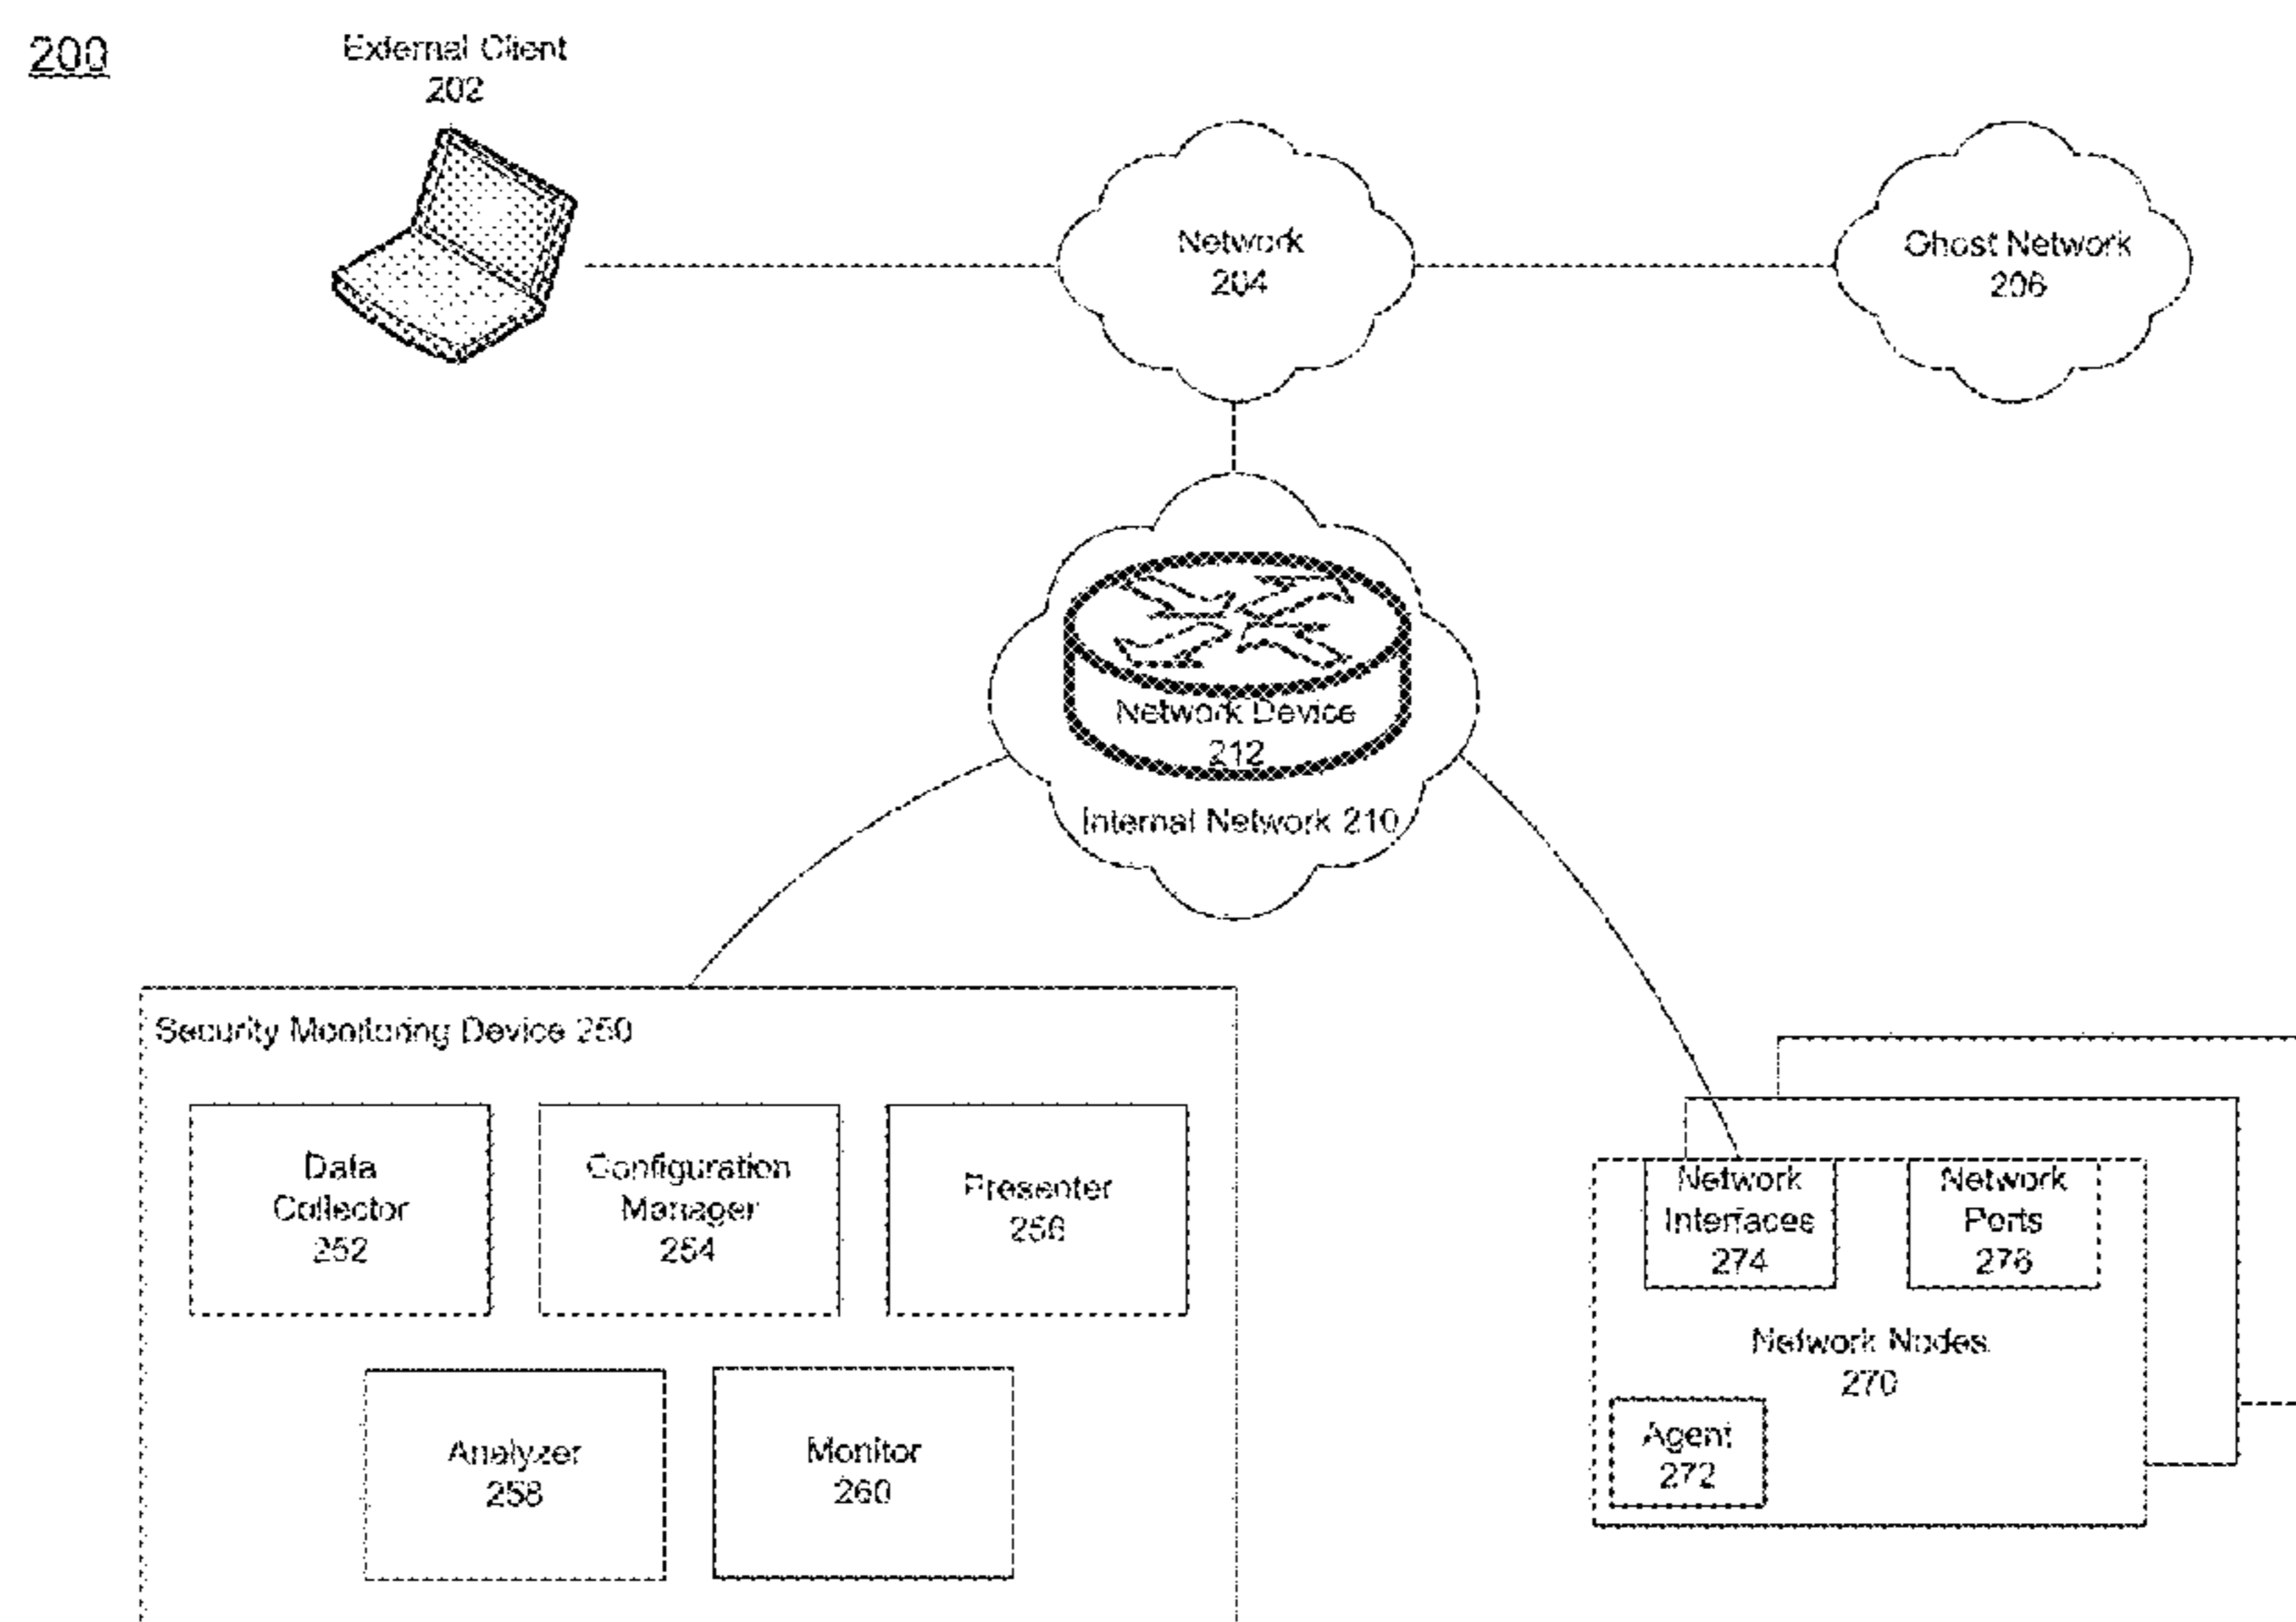 200
External Client
202
Network
204
Ghost Network
206
Network Device
212
Internal Network 210
Security Monitoring Device 250
Data
Collector
252
Configuration
Manager
254
Presenter
256
Network
Interfaces
274
Network
Ports
276
Network Nodes
270
Analyzer
258
Monitor
260
Agent
272